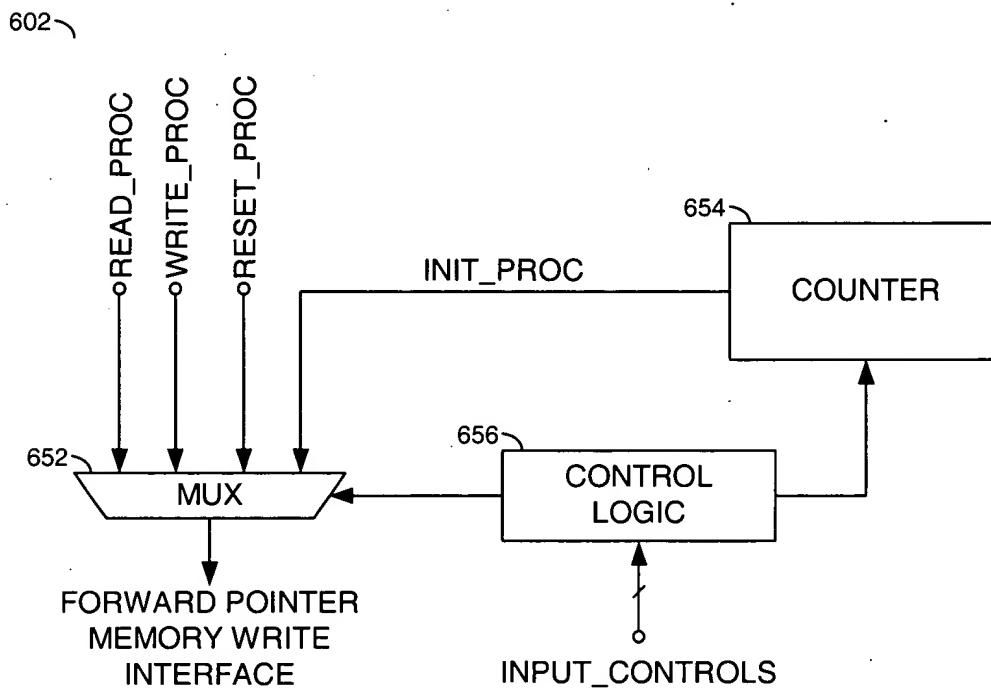 602
READ_PROC
WRITE_PROC
RESET_PROC
654
INIT_PROC
COUNTER
652
656
MUX
CONTROL
LOGIC
FORWARD POINTER
MEMORY WRITE
INTERFACE
INPUT_CONTROLS